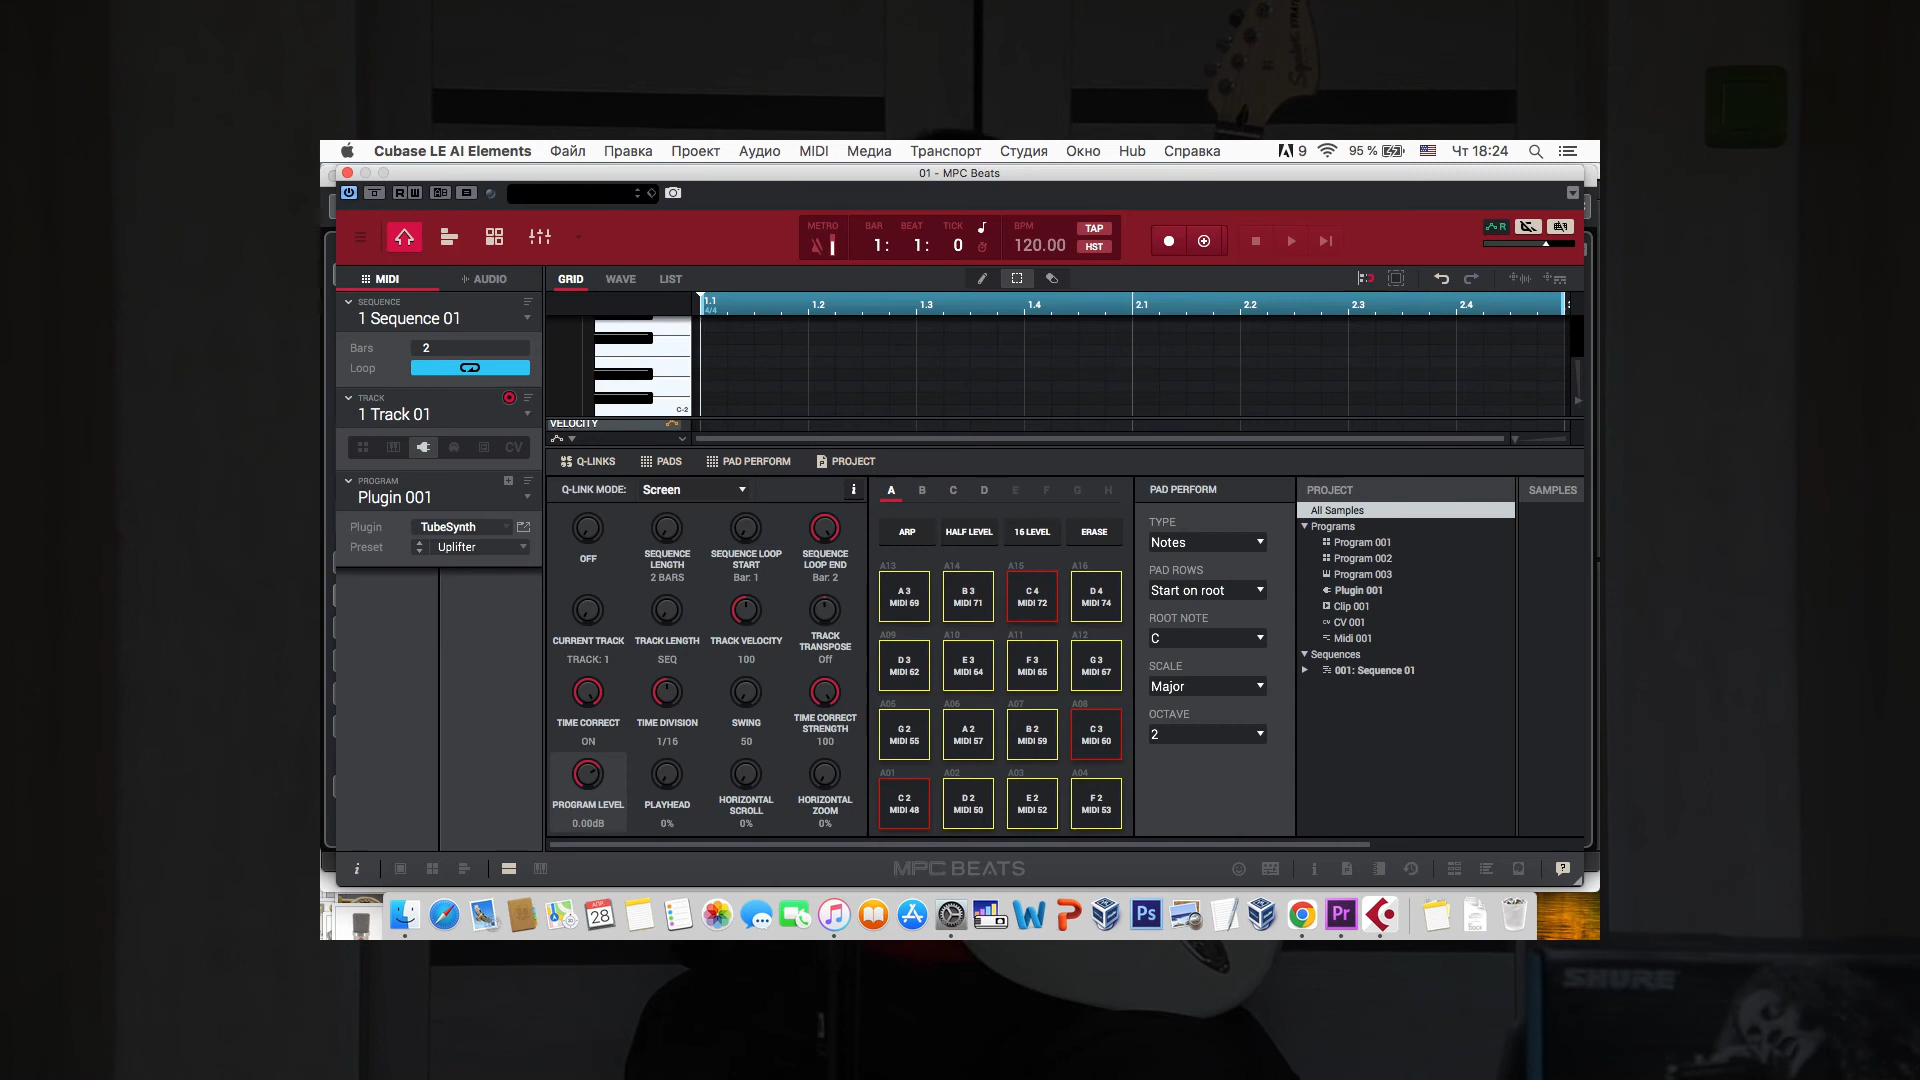 Cubase LE AI Elements Файл Правка Проект Аудио MIDI Медиа Транспорт Студия Окно Hub Справка 9 95 % Чт 18:24
01 - MPC Beats
R W
METRO BAR BEAT TICK BPM TAP
1: 1: 0 120.00 HST
R
MIDI AUDIO GRID WAVE LIST
SEQUENCE
1 Sequence 01
Bars 2
Loop
TRACK
1 Track 01
CV
PROGRAM
Plugin 001
Plugin TubeSynth
Preset Uplifter
1.1 1.2 1.3 1.4 2.1 2.2 2.3 2.4
4/4
C-2
VELOCITY
Q-LINKS PADS PAD PERFORM PROJECT
Q-LINK MODE: Screen i
OFF
SEQUENCE LENGTH
2 BARS
SEQUENCE LOOP START
Bar: 1
SEQUENCE LOOP END
Bar: 2
CURRENT TRACK
TRACK: 1
TRACK LENGTH
SEQ
TRACK VELOCITY
100
TRACK TRANSPOSE
Off
TIME CORRECT
ON
TIME DIVISION
1/16
SWING
50
TIME CORRECT STRENGTH
100
PROGRAM LEVEL
0.00dB
PLAYHEAD
0%
HORIZONTAL SCROLL
0%
HORIZONTAL ZOOM
0%
A B C D E F G H
ARP HALF LEVEL 16 LEVEL ERASE
A13 A14 A15 A16
A 3 B 3 C 4 D 4
MIDI 69 MIDI 71 MIDI 72 MIDI 74
A09 A10 A11 A12
D 3 E 3 F 3 G 3
MIDI 62 MIDI 64 MIDI 65 MIDI 67
A05 A06 A07 A08
G 2 A 2 B 2 C 3
MIDI 55 MIDI 57 MIDI 59 MIDI 60
A01 A02 A03 A04
C 2 D 2 E 2 F 2
MIDI 48 MIDI 50 MIDI 52 MIDI 53
PAD PERFORM
TYPE
Notes
PAD ROWS
Start on root
ROOT NOTE
C
SCALE
Major
OCTAVE
2
PROJECT
All Samples
Programs
Program 001
Program 002
Program 003
Plugin 001
Clip 001
CV 001
Midi 001
Sequences
001: Sequence 01
SAMPLES
i MPC BEATS
АПР
28
Ps
Pr
SHURE